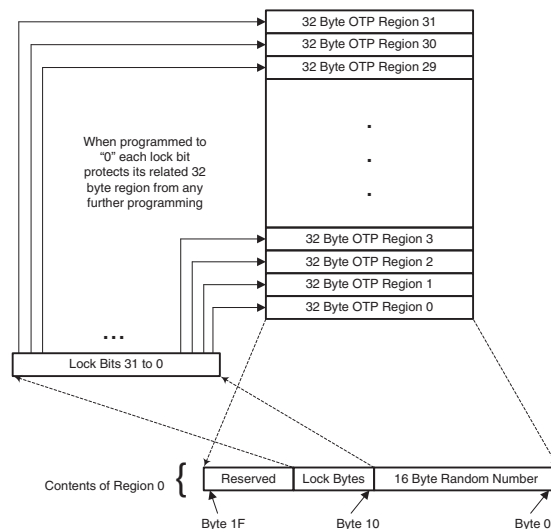 32 Byte OTP Region 31
32 Byte OTP Region 30
32 Byte OTP Region 29
.
.
.
When programmed to
“0” each lock bit
protects its related 32
byte region from any
further programming
32 Byte OTP Region 3
32 Byte OTP Region 2
32 Byte OTP Region 1
32 Byte OTP Region 0
...
Lock Bits 31 to 0
Contents of Region 0 {
Reserved
Lock Bytes
16 Byte Random Number
Byte 1F
Byte 10
Byte 0